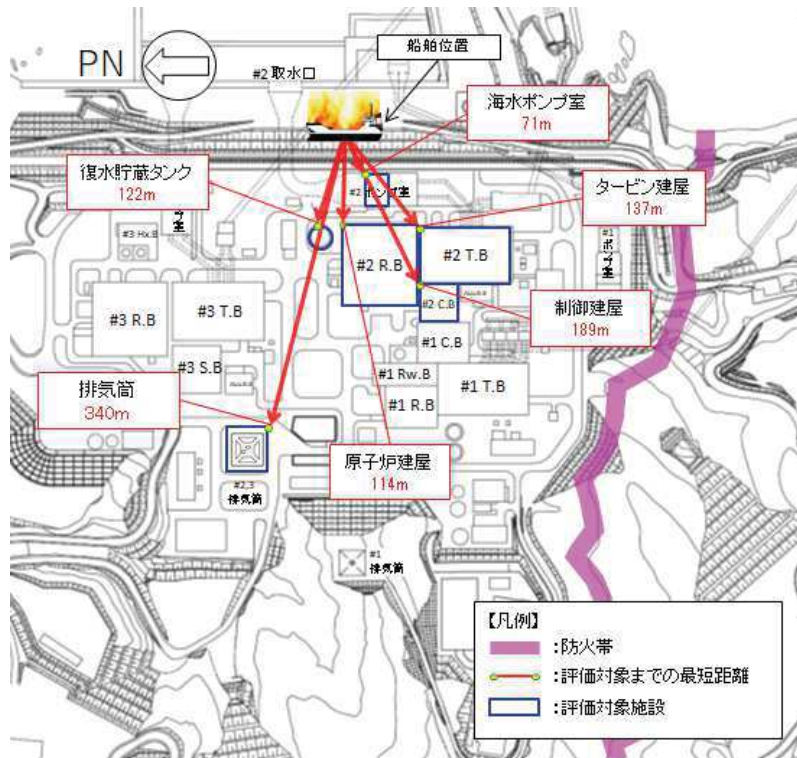 PN
船舶位置
#2 取水口
海水ポンプ室
71m
復水貯蔵タンク
122m
タービン建屋
137m
#3 Hx.B
#2 R.B
#2 T.B
#2 C.B
制御建屋
189m
#3 R.B
#3 T.B
#1 C.B
#3 S.B
#1 Rw.B
#1 T.B
#1 R.B
排気筒
340m
原子炉建屋
114m
#2,3
排気筒
#1
排気筒
【凡例】
:防火帯
:評価対象までの最短距離
:評価対象施設